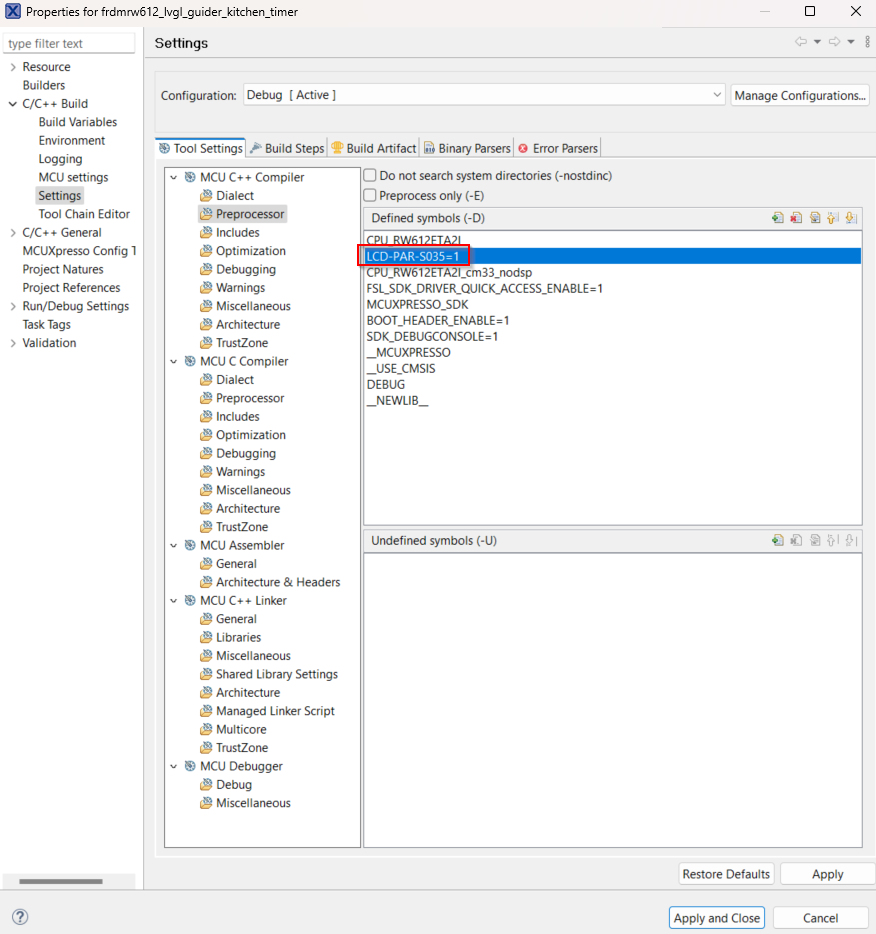 Properties for frdmrw612_lvgl_guider_kitchen_timer
type filter text
Resource
Builders
C/C++ Build
Build Variables
Environment
Logging
MCU settings
Settings
Tool Chain Editor
C/C++ General
MCUXpresso Config T
Project Natures
Project References
Run/Debug Settings
Task Tags
Validation
Settings
Configuration:
Debug [ Active ]
Manage Configurations...
Tool Settings
Build Steps
Build Artifact
Binary Parsers
Error Parsers
MCU C++ Compiler
Dialect
Preprocessor
Includes
Optimization
Debugging
Warnings
Miscellaneous
Architecture
TrustZone
MCU C Compiler
Dialect
Preprocessor
Includes
Optimization
Debugging
Warnings
Miscellaneous
Architecture
TrustZone
MCU Assembler
General
Architecture & Headers
MCU C++ Linker
General
Libraries
Miscellaneous
Shared Library Settings
Architecture
Managed Linker Script
Multicore
TrustZone
MCU Debugger
Debug
Miscellaneous
Do not search system directories (-nostdinc)
Preprocess only (-E)
Defined symbols (-D)
CPU_RW612ETA2I
LCD-PAR-S035=1
CPU_RW612ETA2I_cm33_nodsp
FSL_SDK_DRIVER_QUICK_ACCESS_ENABLE=1
MCUXPRESSO_SDK
BOOT_HEADER_ENABLE=1
SDK_DEBUGCONSOLE=1
__MCUXPRESSO
__USE_CMSIS
DEBUG
__NEWLIB__
Undefined symbols (-U)
Restore Defaults
Apply
Apply and Close
Cancel